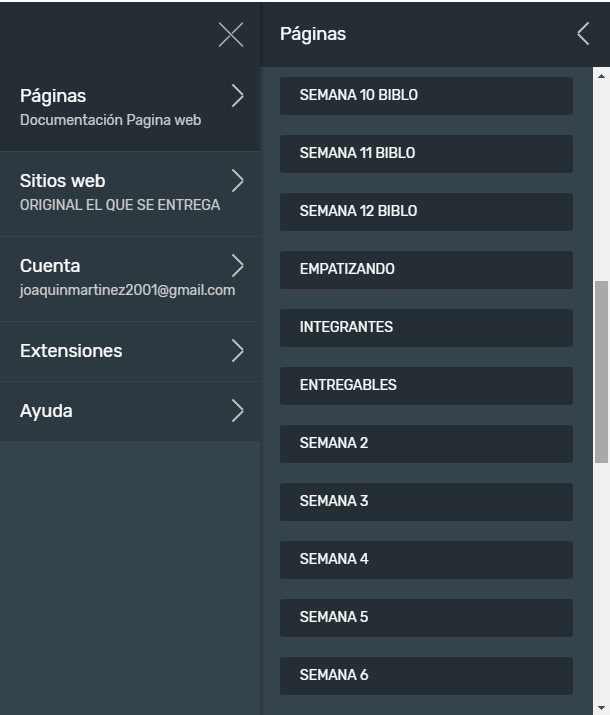 Páginas
Documentación Pagina web
Sitios web
ORIGINAL EL QUE SE ENTREGA
Cuenta
joaquinmartinez2001@gmail.com
Extensiones
Ayuda
Páginas
SEMANA 10 BIBLO
SEMANA 11 BIBLO
SEMANA 12 BIBLO
EMPATIZANDO
INTEGRANTES
ENTREGABLES
SEMANA 2
SEMANA 3
SEMANA 4
SEMANA 5
SEMANA 6